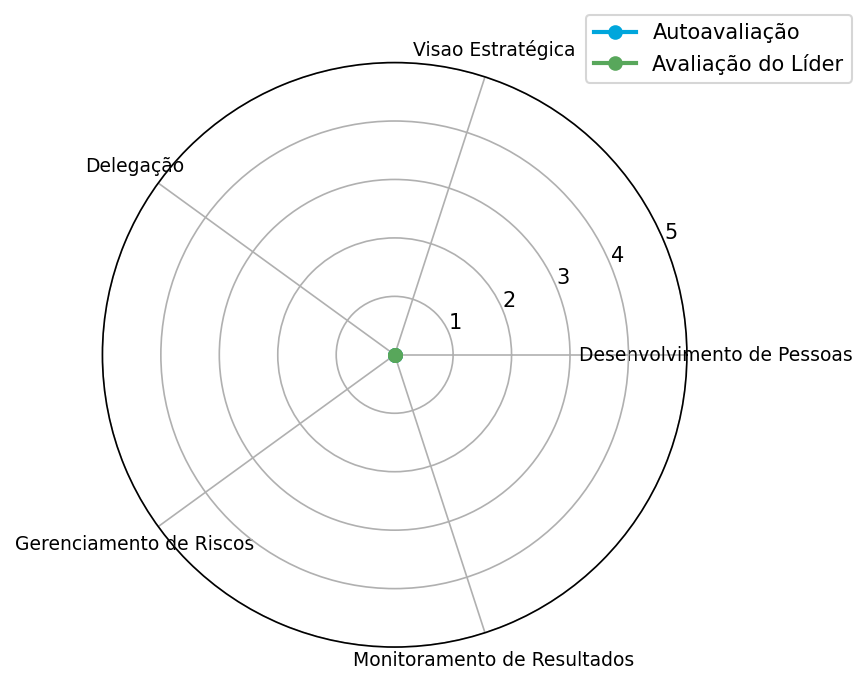 Autoavaliação
Avaliação do Líder
Visao Estratégica
Delegação
5
4
3
2
1
Desenvolvimento de Pessoas
Gerenciamento de Riscos
Monitoramento de Resultados